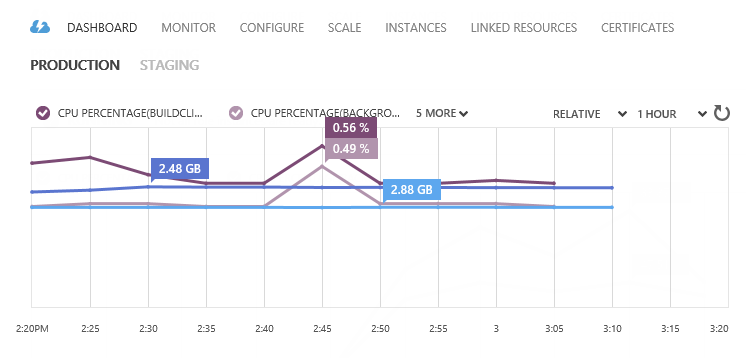 DASHBOARD MONITOR CONFIGURE SCALE INSTANCES LINKED RESOURCES CERTIFICATES
PRODUCTION STAGING
CPU PERCENTAGE(BUILDCLI... CPU PERCENTAGE(BACKGRO... 5 MORE RELATIVE 1 HOUR
0.56 %
0.49 %
2.48 GB
2.88 GB
2:20PM 2:25 2:30 2:35 2:40 2:45 2:50 2:55 3 3:05 3:10 3:15 3:20